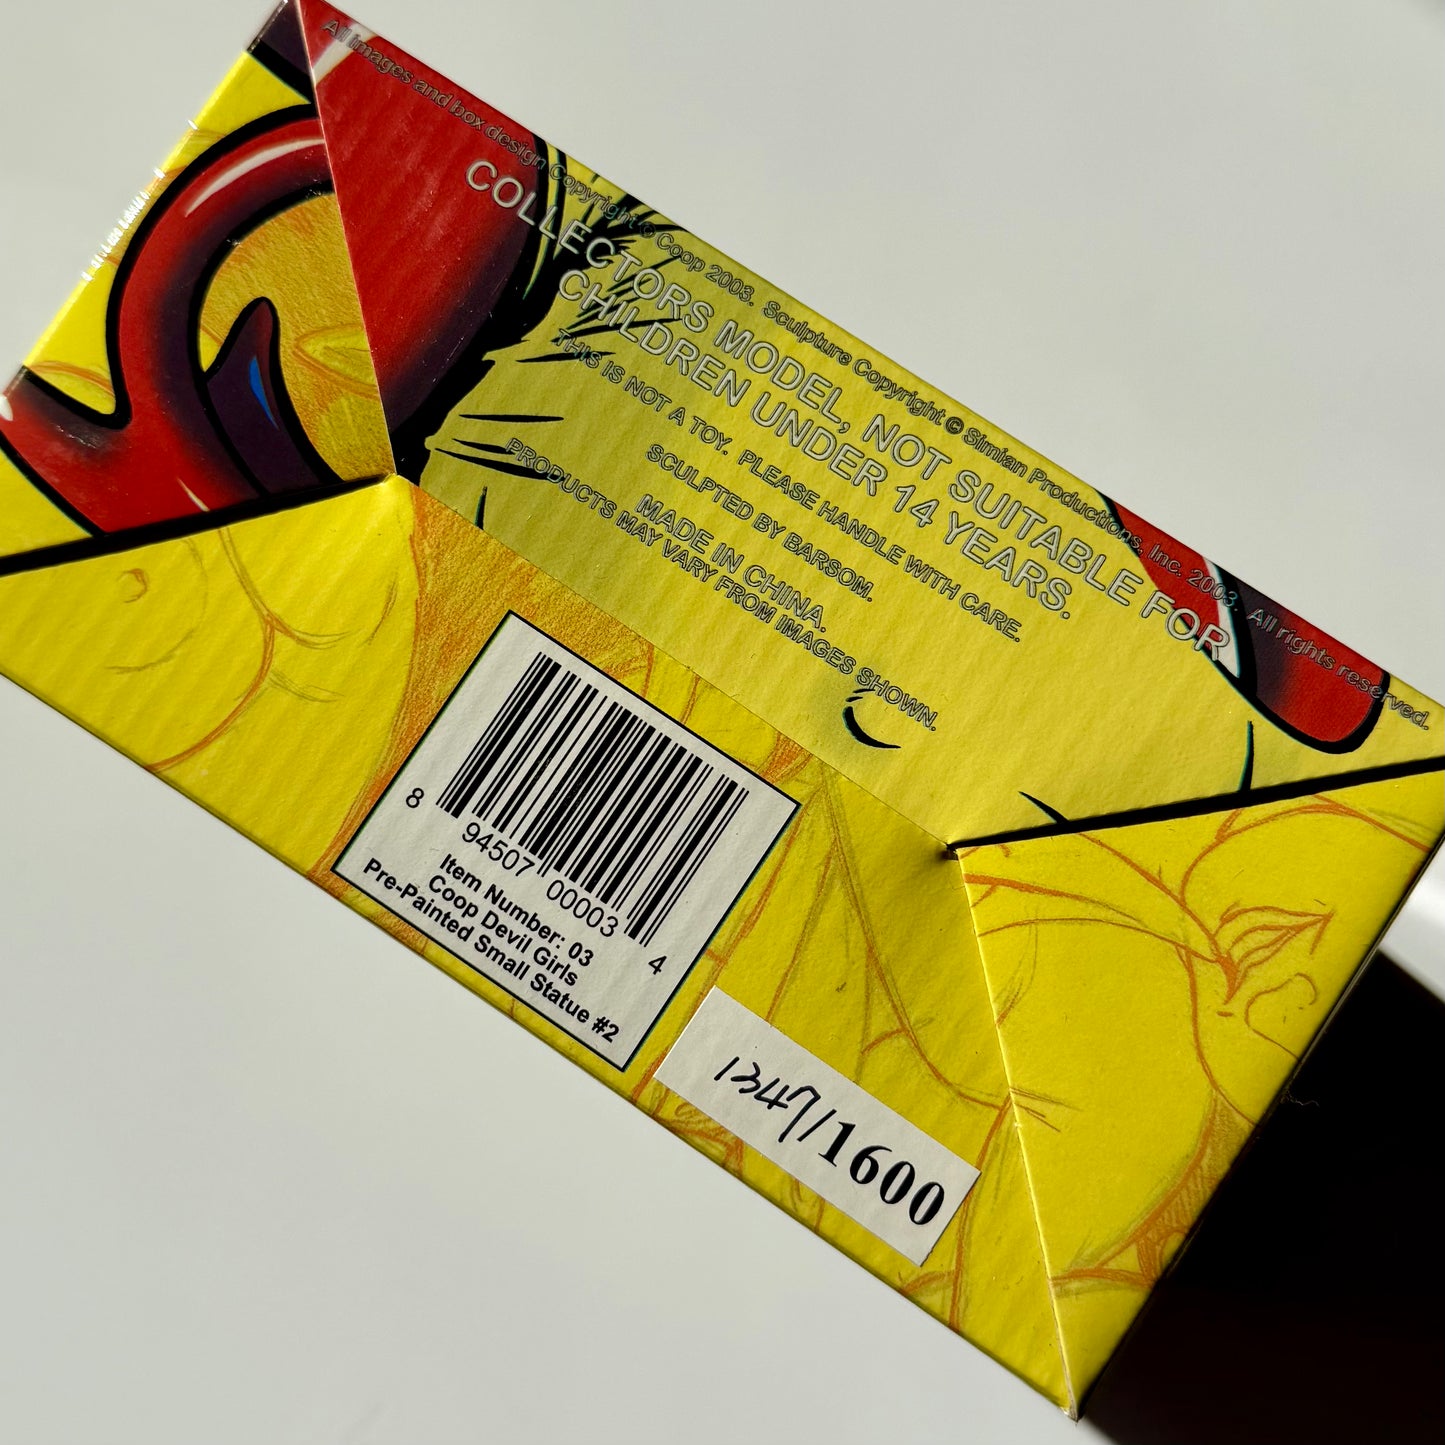 All images and box design Copyright © Coop 2003. Sculpture Copyright © Simian Productions, Inc. 2003. All rights reserved.
COLLECTORS MODEL, NOT SUITABLE FOR
CHILDREN UNDER 14 YEARS.
THIS IS NOT A TOY. PLEASE HANDLE WITH CARE.
SCULPTED BY BARSOM.
MADE IN CHINA.
PRODUCTS MAY VARY FROM IMAGES SHOWN.
8 94507 00003 4
Item Number: 03
Coop Devil Girls
Pre-Painted Small Statue #2
1247/1600